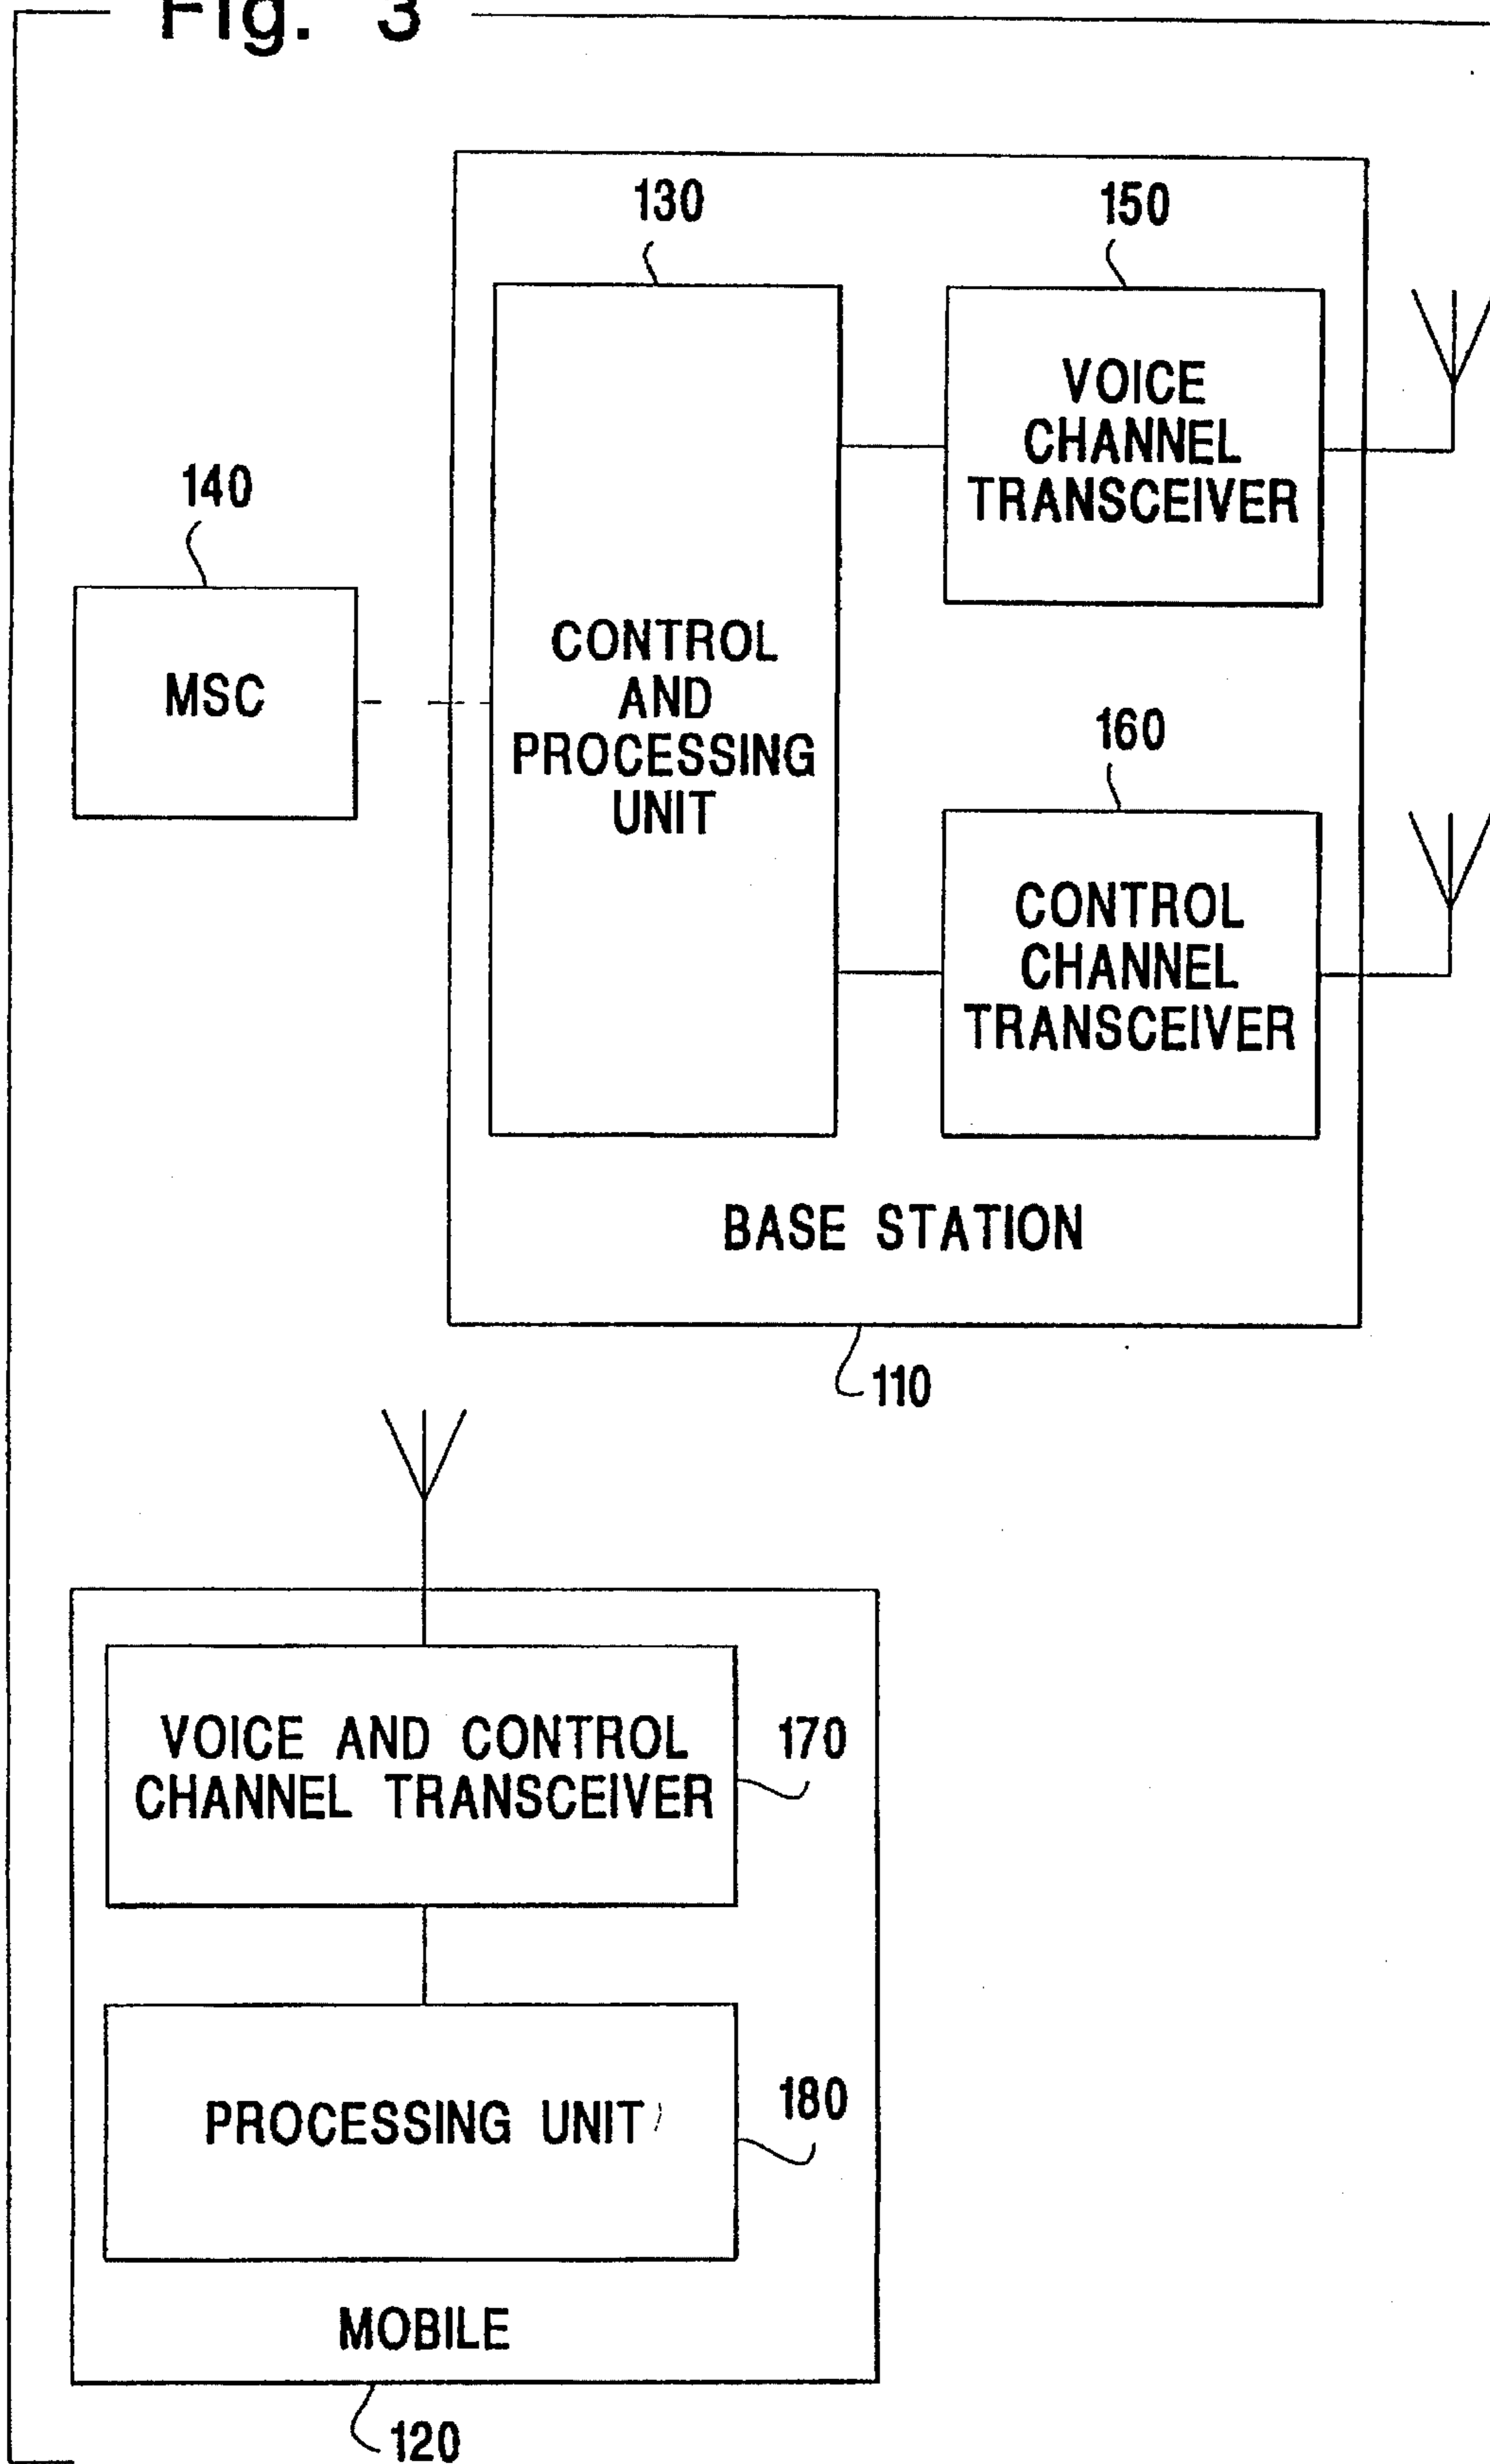 Fig. 3
130
150
VOICE
CHANNEL
TRANSCEIVER
140
MSC
CONTROL
AND
PROCESSING
UNIT
160
CONTROL
CHANNEL
TRANSCEIVER
BASE STATION
110
VOICE AND CONTROL
CHANNEL TRANSCEIVER
170
PROCESSING UNIT
180
MOBILE
120